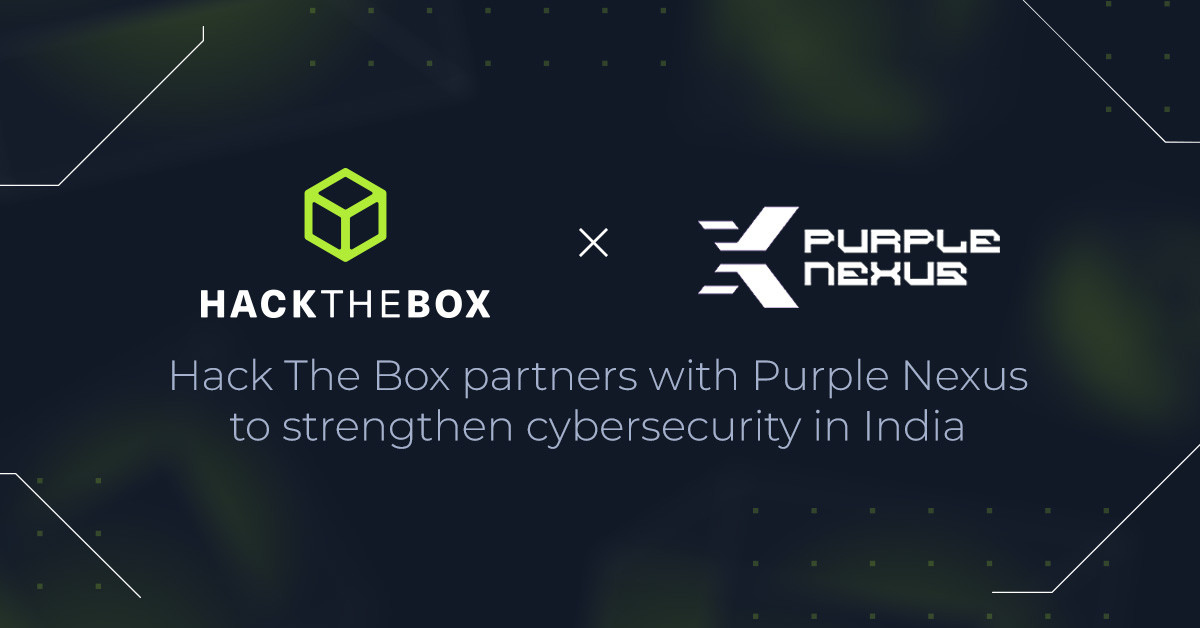 HACKTHEBOX
PURPLE
NEXUS
Hack The Box partners with Purple Nexus
to strengthen cybersecurity in India